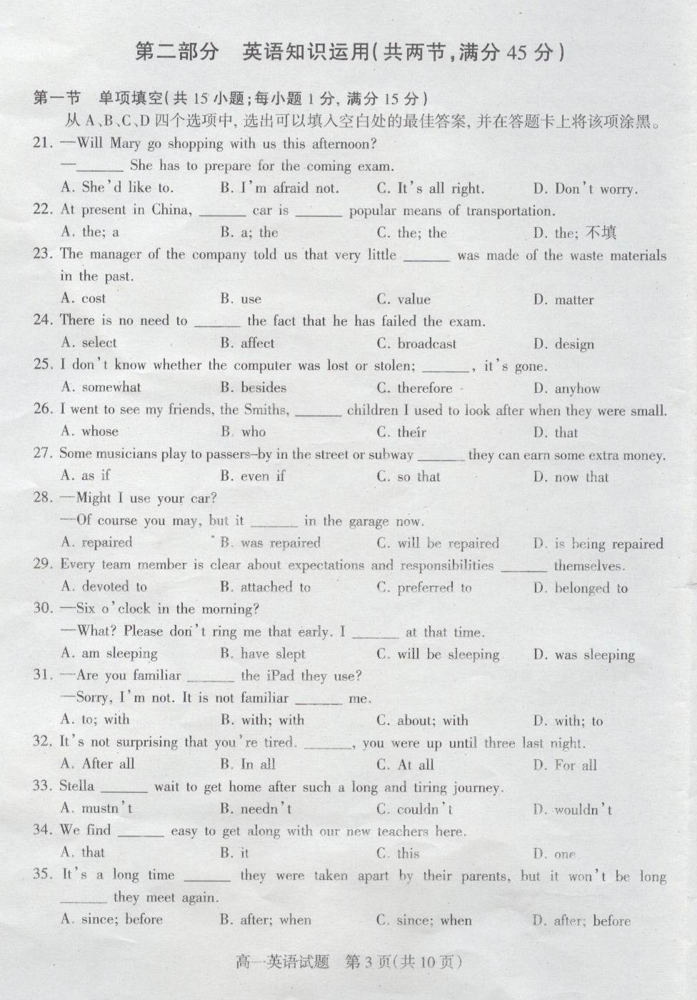 第二部分 英语知识运用(共两节,满分 45 分)
第一节 单项填空(共 15 小题;每小题 1 分,满分 15 分)
从 A、B、C、D 四个选项中,选出可以填入空白处的最佳答案,并在答题卡上将该项涂黑。
21. —Will Mary go shopping with us this afternoon?
—______ She has to prepare for the coming exam.
A. She'd like to. B. I'm afraid not. C. It's all right. D. Don't worry.
22. At present in China, ______ car is ______ popular means of transportation.
A. the; a B. a; the C. the; the D. the; 不填
23. The manager of the company told us that very little ______ was made of the waste materials
in the past.
A. cost B. use C. value D. matter
24. There is no need to ______ the fact that he has failed the exam.
A. select B. affect C. broadcast D. design
25. I don't know whether the computer was lost or stolen; ______, it's gone.
A. somewhat B. besides C. therefore D. anyhow
26. I went to see my friends, the Smiths, ______ children I used to look after when they were small.
A. whose B. who C. their D. that
27. Some musicians play to passers-by in the street or subway ______ they can earn some extra money.
A. as if B. even if C. so that D. now that
28. —Might I use your car?
—Of course you may, but it ______ in the garage now.
A. repaired B. was repaired C. will be repaired D. is being repaired
29. Every team member is clear about expectations and responsibilities ______ themselves.
A. devoted to B. attached to C. preferred to D. belonged to
30. —Six o'clock in the morning?
—What? Please don't ring me that early. I ______ at that time.
A. am sleeping B. have slept C. will be sleeping D. was sleeping
31. —Are you familiar ______ the iPad they use?
—Sorry, I'm not. It is not familiar ______ me.
A. to; with B. with; with C. about; with D. with; to
32. It's not surprising that you're tired. ______, you were up until three last night.
A. After all B. In all C. At all D. For all
33. Stella ______ wait to get home after such a long and tiring journey.
A. mustn't B. needn't C. couldn't D. wouldn't
34. We find ______ easy to get along with our new teachers here.
A. that B. it C. this D. one
35. It's a long time ______ they were taken apart by their parents, but it won't be long
______ they meet again.
A. since; before B. after; when C. since; when D. after; before
高一英语试题 第 3 页(共 10 页)